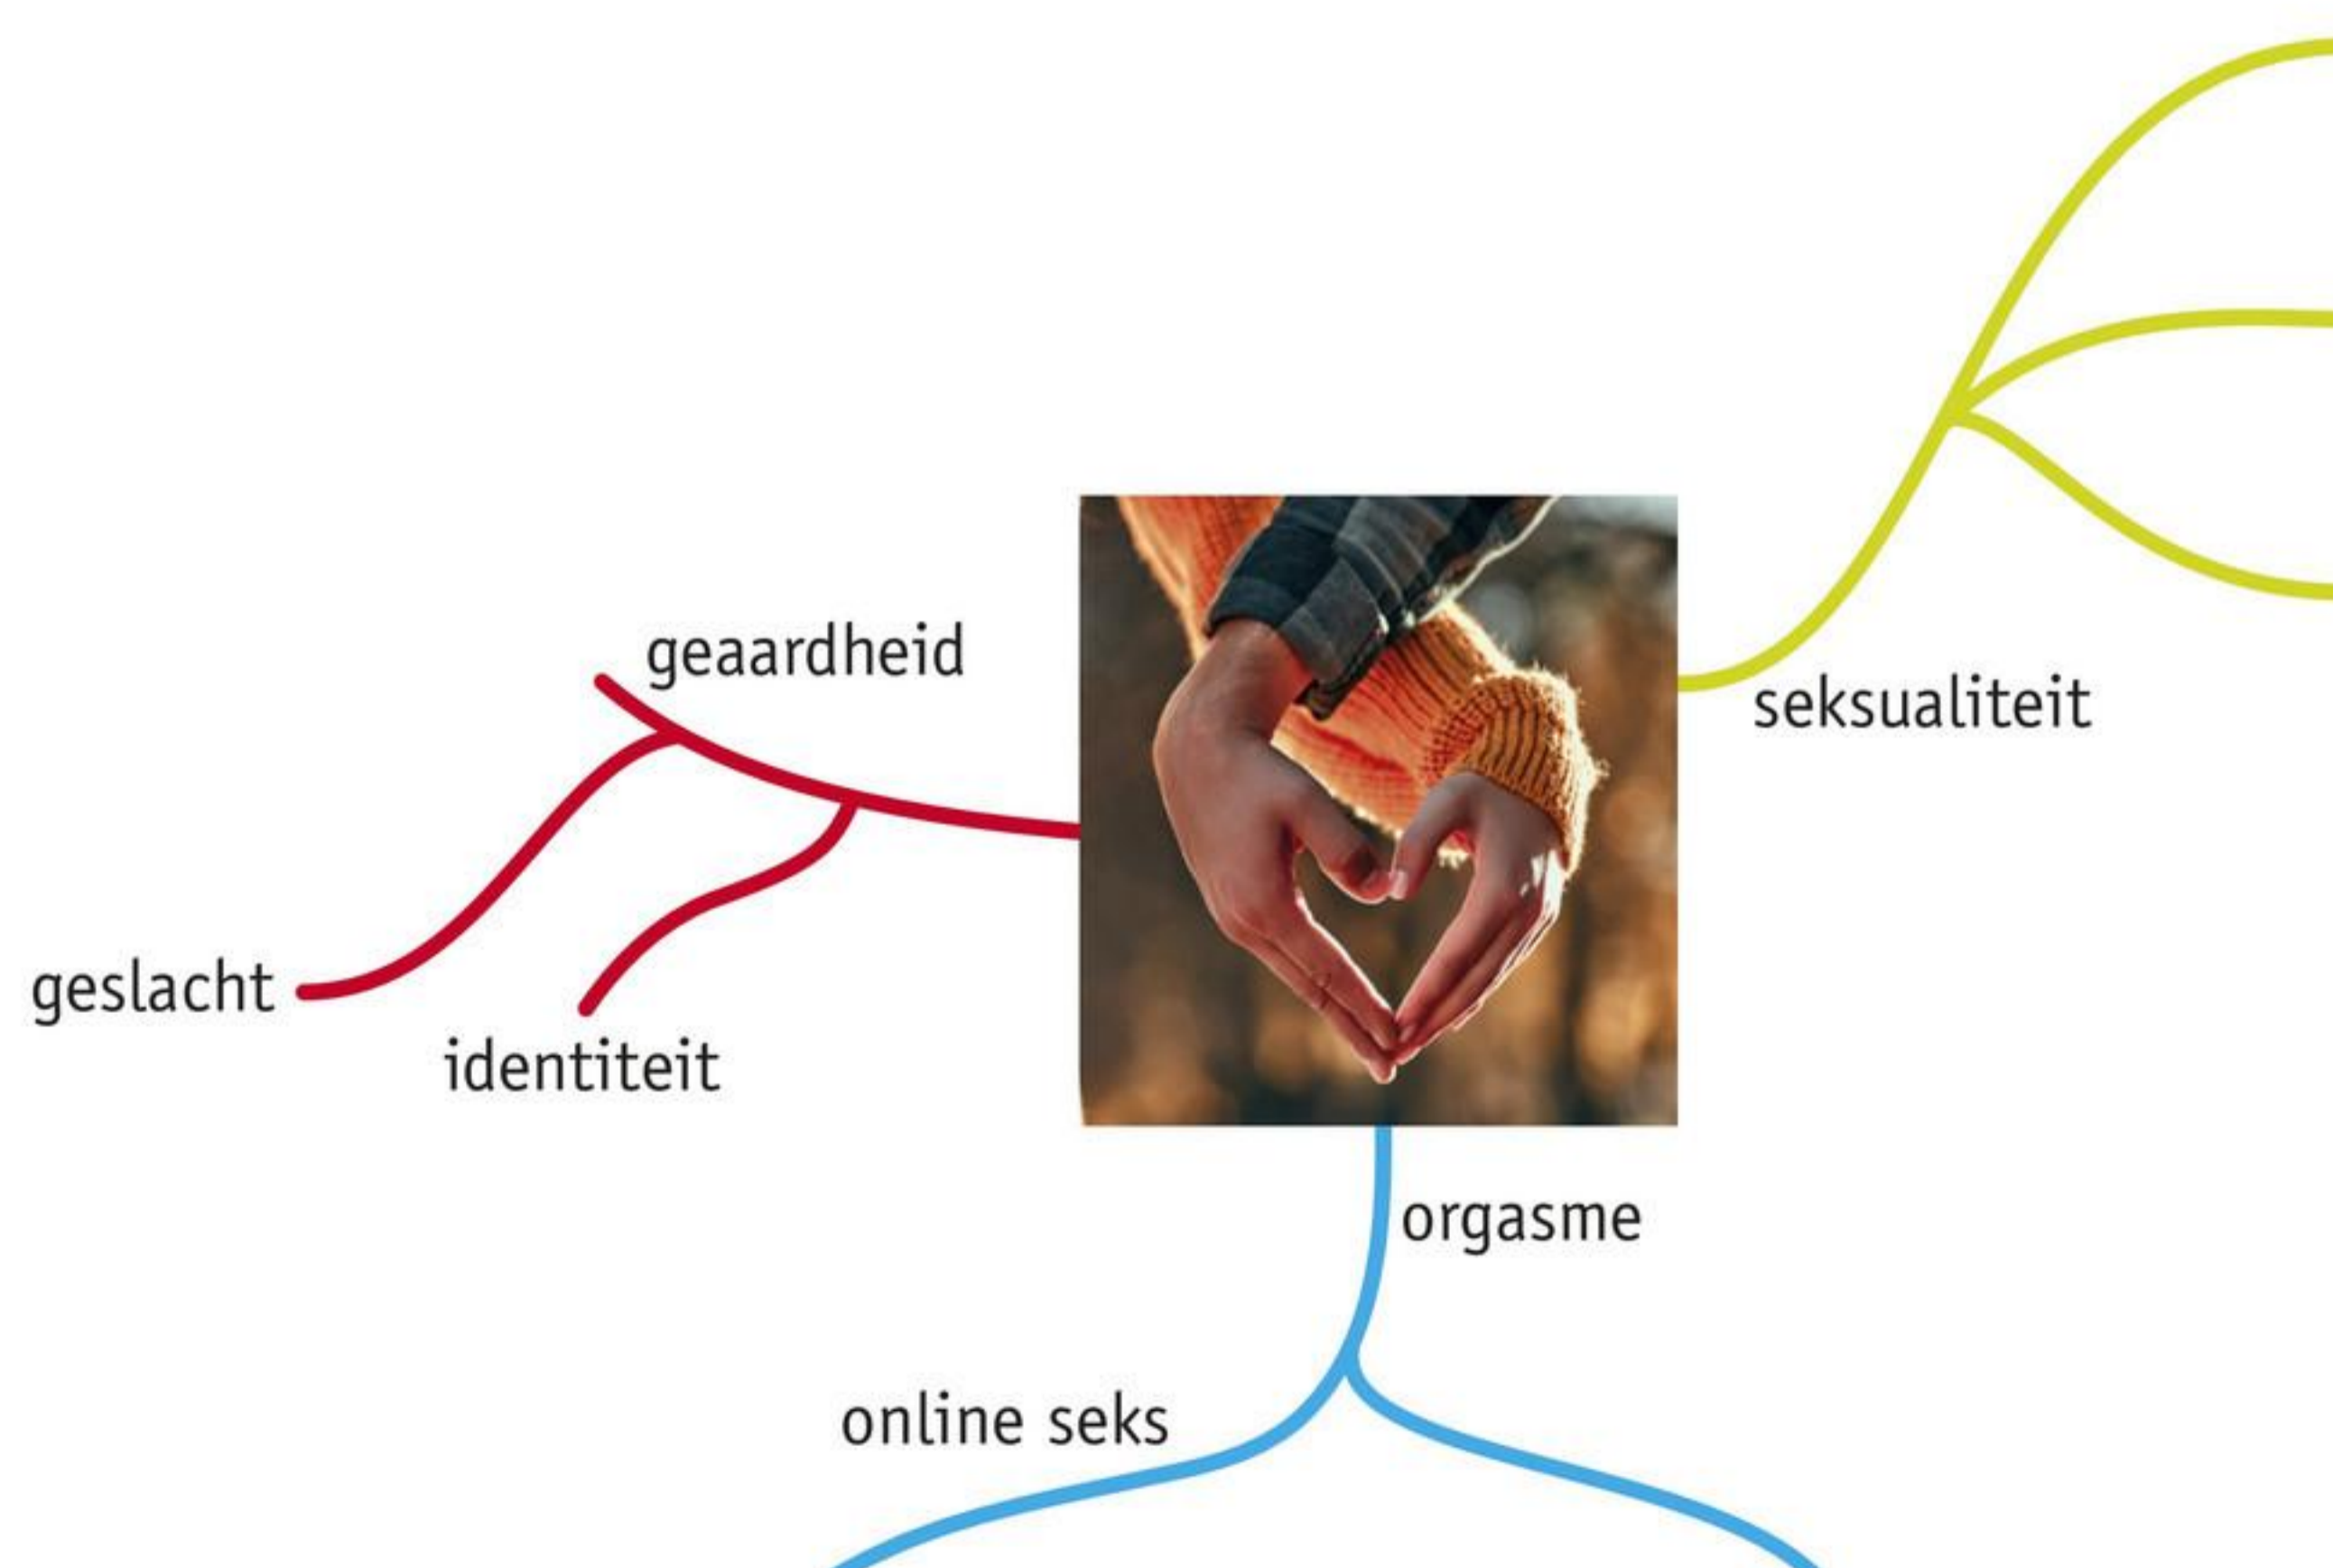 geaardheid
seksualiteit
geslacht
identiteit
orgasme
online seks